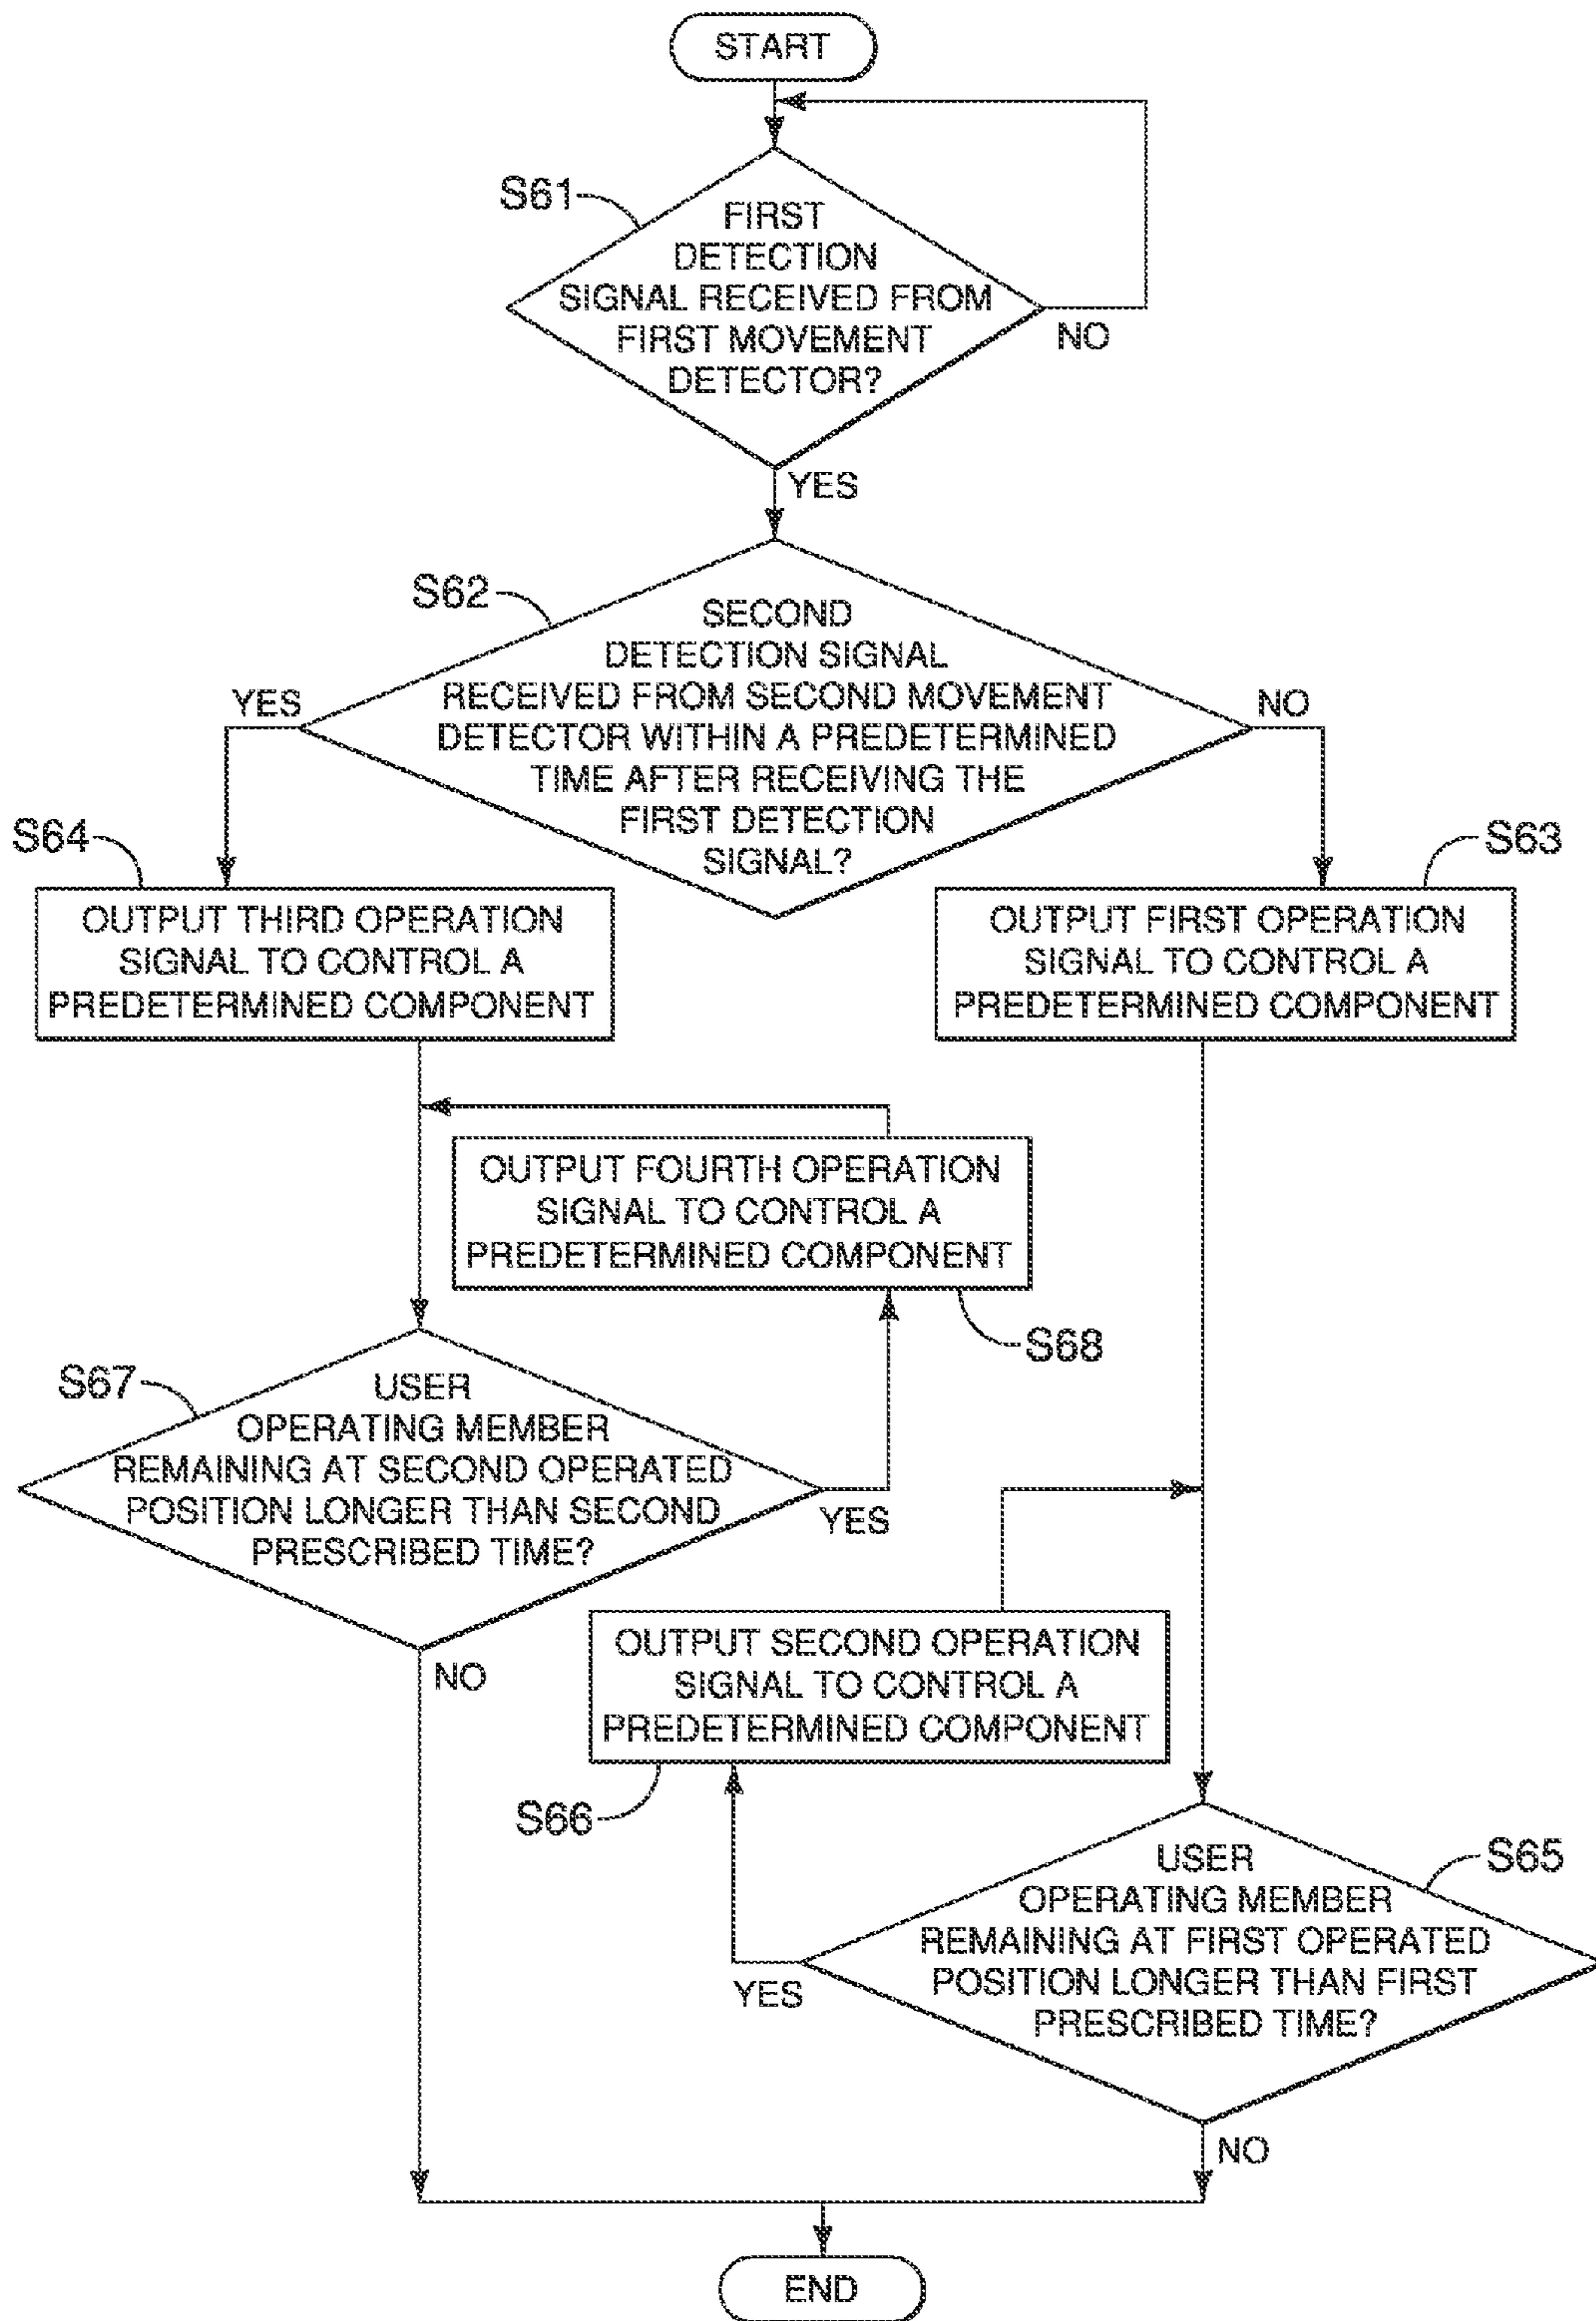 START
S61
FIRST
DETECTION
SIGNAL RECEIVED FROM
FIRST MOVEMENT
DETECTOR?
NO
YES
S62
SECOND
DETECTION SIGNAL
RECEIVED FROM SECOND MOVEMENT
DETECTOR WITHIN A PREDETERMINED
TIME AFTER RECEIVING THE
FIRST DETECTION
SIGNAL?
YES
NO
S64
OUTPUT THIRD OPERATION
SIGNAL TO CONTROL A
PREDETERMINED COMPONENT
S63
OUTPUT FIRST OPERATION
SIGNAL TO CONTROL A
PREDETERMINED COMPONENT
OUTPUT FOURTH OPERATION
SIGNAL TO CONTROL A
PREDETERMINED COMPONENT
S68
S67
USER
OPERATING MEMBER
REMAINING AT SECOND OPERATED
POSITION LONGER THAN SECOND
PRESCRIBED TIME?
YES
NO
OUTPUT SECOND OPERATION
SIGNAL TO CONTROL A
PREDETERMINED COMPONENT
S66
S65
USER
OPERATING MEMBER
REMAINING AT FIRST OPERATED
POSITION LONGER THAN FIRST
PRESCRIBED TIME?
YES
NO
END